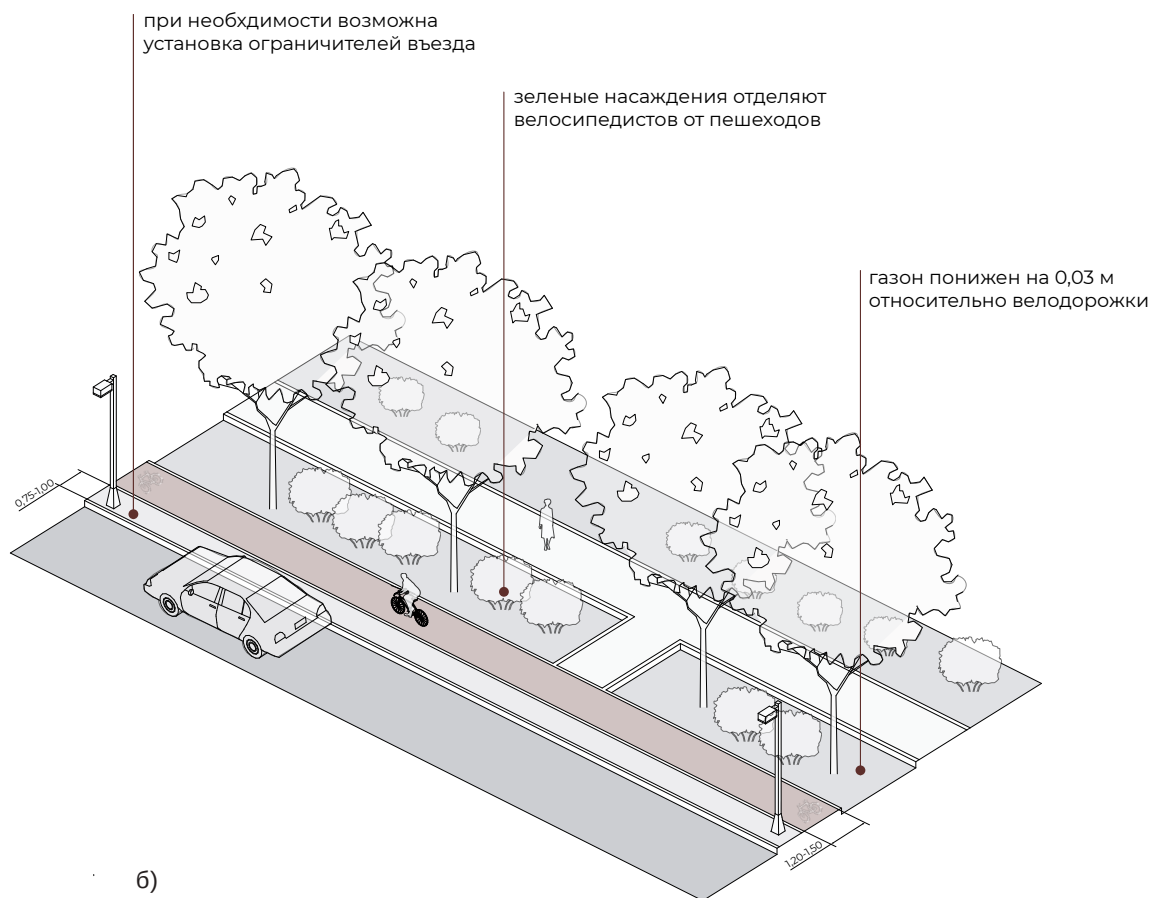 при необхдимости возможна
установка ограничителей въезда
зеленые насаждения отделяют
велосипедистов от пешеходов
газон понижен на 0,03 м
относительно велодорожки
0,75-1,00
1,20-1,50
б)